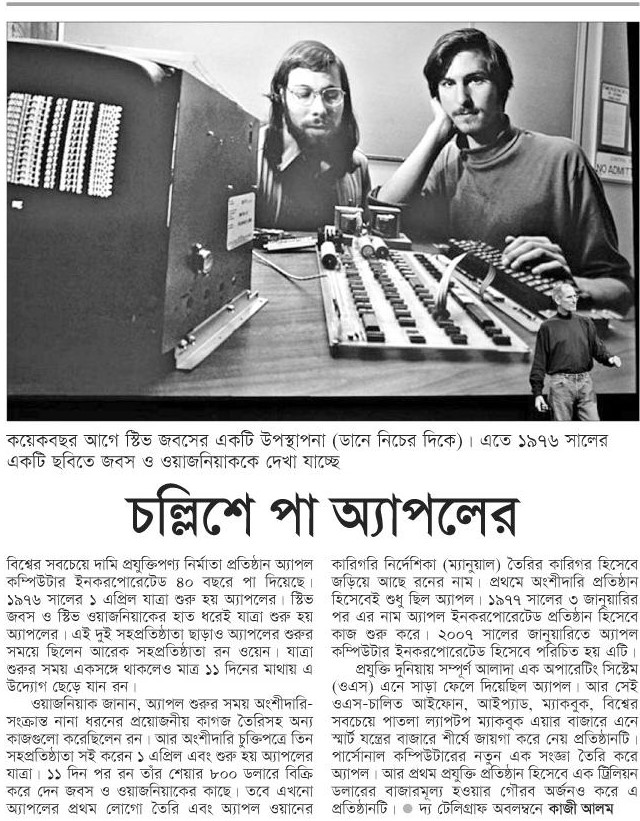 NO ADMIT
কয়েকবছর আগে স্টিভ জবসের একটি উপস্থাপনা (ডানে নিচের দিকে)। এতে ১৯৭৬ সালের
একটি ছবিতে জবস ও ওয়াজনিয়াককে দেখা যাচ্ছে
চল্লিশে পা অ্যাপলের
বিশ্বের সবচেয়ে দামি প্রযুক্তিপণ্য নির্মাতা প্রতিষ্ঠান অ্যাপল
কম্পিউটার ইনকরপোরেটেড ৪০ বছরে পা দিয়েছে।
১৯৭৬ সালের ১ এপ্রিল যাত্রা শুরু হয় অ্যাপলের। স্টিভ
জবস ও স্টিভ ওয়াজনিয়াকের হাত ধরেই যাত্রা শুরু হয়
অ্যাপলের। এই দুই সহপ্রতিষ্ঠাতা ছাড়াও অ্যাপলের শুরুর
সময়ে ছিলেন আরেক সহপ্রতিষ্ঠাতা রন ওয়েন। যাত্রা
শুরুর সময় একসঙ্গে থাকলেও মাত্র ১১ দিনের মাথায় এ
উদ্যোগ ছেড়ে যান রন।
ওয়াজনিয়াক জানান, অ্যাপল শুরুর সময় অংশীদারি-
সংক্রান্ত নানা ধরনের প্রয়োজনীয় কাগজ তৈরিসহ অন্য
কাজগুলো করেছিলেন রন। আর অংশীদারি চুক্তিপত্রে তিন
সহপ্রতিষ্ঠাতা সই করেন ১ এপ্রিল এবং শুরু হয় অ্যাপলের
যাত্রা। ১১ দিন পর রন তাঁর শেয়ার ৮০০ ডলারে বিক্রি
করে দেন জবস ও ওয়াজনিয়াকের কাছে। তবে এখনো
অ্যাপলের প্রথম লোগো তৈরি এবং অ্যাপল ওয়ানের
কারিগরি নির্দেশিকা (ম্যানুয়াল) তৈরির কারিগর হিসেবে
জড়িয়ে আছে রনের নাম। প্রথমে অংশীদারি প্রতিষ্ঠান
হিসেবেই শুধু ছিল অ্যাপল। ১৯৭৭ সালের ৩ জানুয়ারির
পর এর নাম অ্যাপল ইনকরপোরেটেড প্রতিষ্ঠান হিসেবে
কাজ শুরু করে। ২০০৭ সালের জানুয়ারিতে অ্যাপল
কম্পিউটার ইনকরপোরেটেড হিসেবে পরিচিত হয় এটি।
প্রযুক্তি দুনিয়ায় সম্পূর্ণ আলাদা এক অপারেটিং সিস্টেম
(ওএস) এনে সাড়া ফেলে দিয়েছিল অ্যাপল। আর সেই
ওএস-চালিত আইফোন, আইপ্যাড, ম্যাকবুক, বিশ্বের
সবচেয়ে পাতলা ল্যাপটপ ম্যাকবুক এয়ার বাজারে এনে
স্মার্ট যন্ত্রের বাজারে শীর্ষে জায়গা করে নেয় প্রতিষ্ঠানটি।
পার্সোনাল কম্পিউটারের নতুন এক সংজ্ঞা তৈরি করে
অ্যাপল। আর প্রথম প্রযুক্তি প্রতিষ্ঠান হিসেবে এক ট্রিলিয়ন
ডলারের বাজারমূল্য হওয়ার গৌরব অর্জনও করে এ
প্রতিষ্ঠানটি। ● দ্য টেলিগ্রাফ অবলম্বনে কাজী আলম